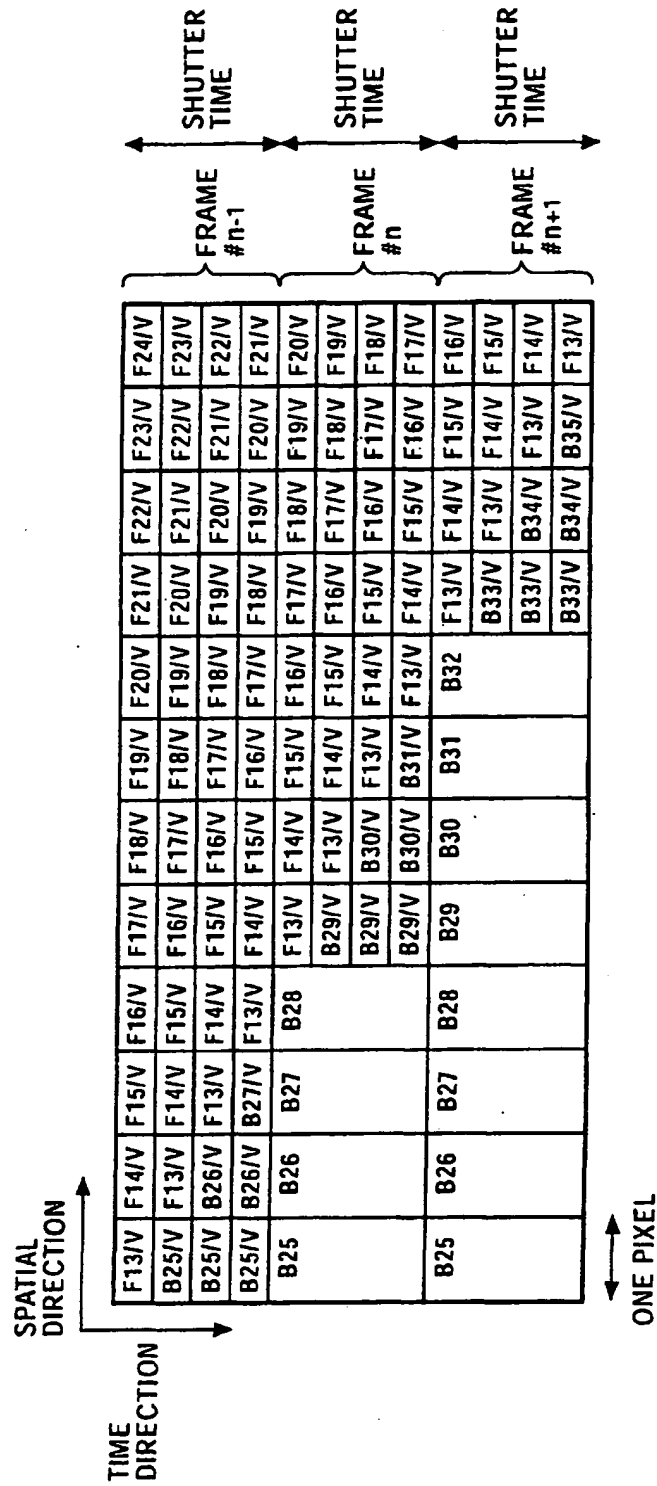 SPATIAL
DIRECTION
TIME
DIRECTION
F13/V F14/V F15/V F16/V F17/V F18/V F19/V F20/V F21/V F22/V F23/V F24/V
B25/V F13/V F14/V F15/V F16/V F17/V F18/V F19/V F20/V F21/V F22/V F23/V
B25/V B26/V F13/V F14/V F15/V F16/V F17/V F18/V F19/V F20/V F21/V F22/V
B25/V B26/V B27/V F13/V F14/V F15/V F16/V F17/V F18/V F19/V F20/V F21/V
FRAME
#n-1
SHUTTER
TIME
B25 B26 B27 B28 F13/V F14/V F15/V F16/V F17/V F18/V F19/V F20/V
B29/V F13/V F14/V F15/V F16/V F17/V F18/V F19/V
B29/V B30/V F13/V F14/V F15/V F16/V F17/V F18/V
B29/V B30/V B31/V F13/V F14/V F15/V F16/V F17/V
FRAME
#n
SHUTTER
TIME
B25 B26 B27 B28 B29 B30 B31 B32 F13/V F14/V F15/V F16/V
B33/V F13/V F14/V F15/V
B33/V B34/V F13/V F14/V
B33/V B34/V B35/V F13/V
FRAME
#n+1
SHUTTER
TIME
ONE PIXEL